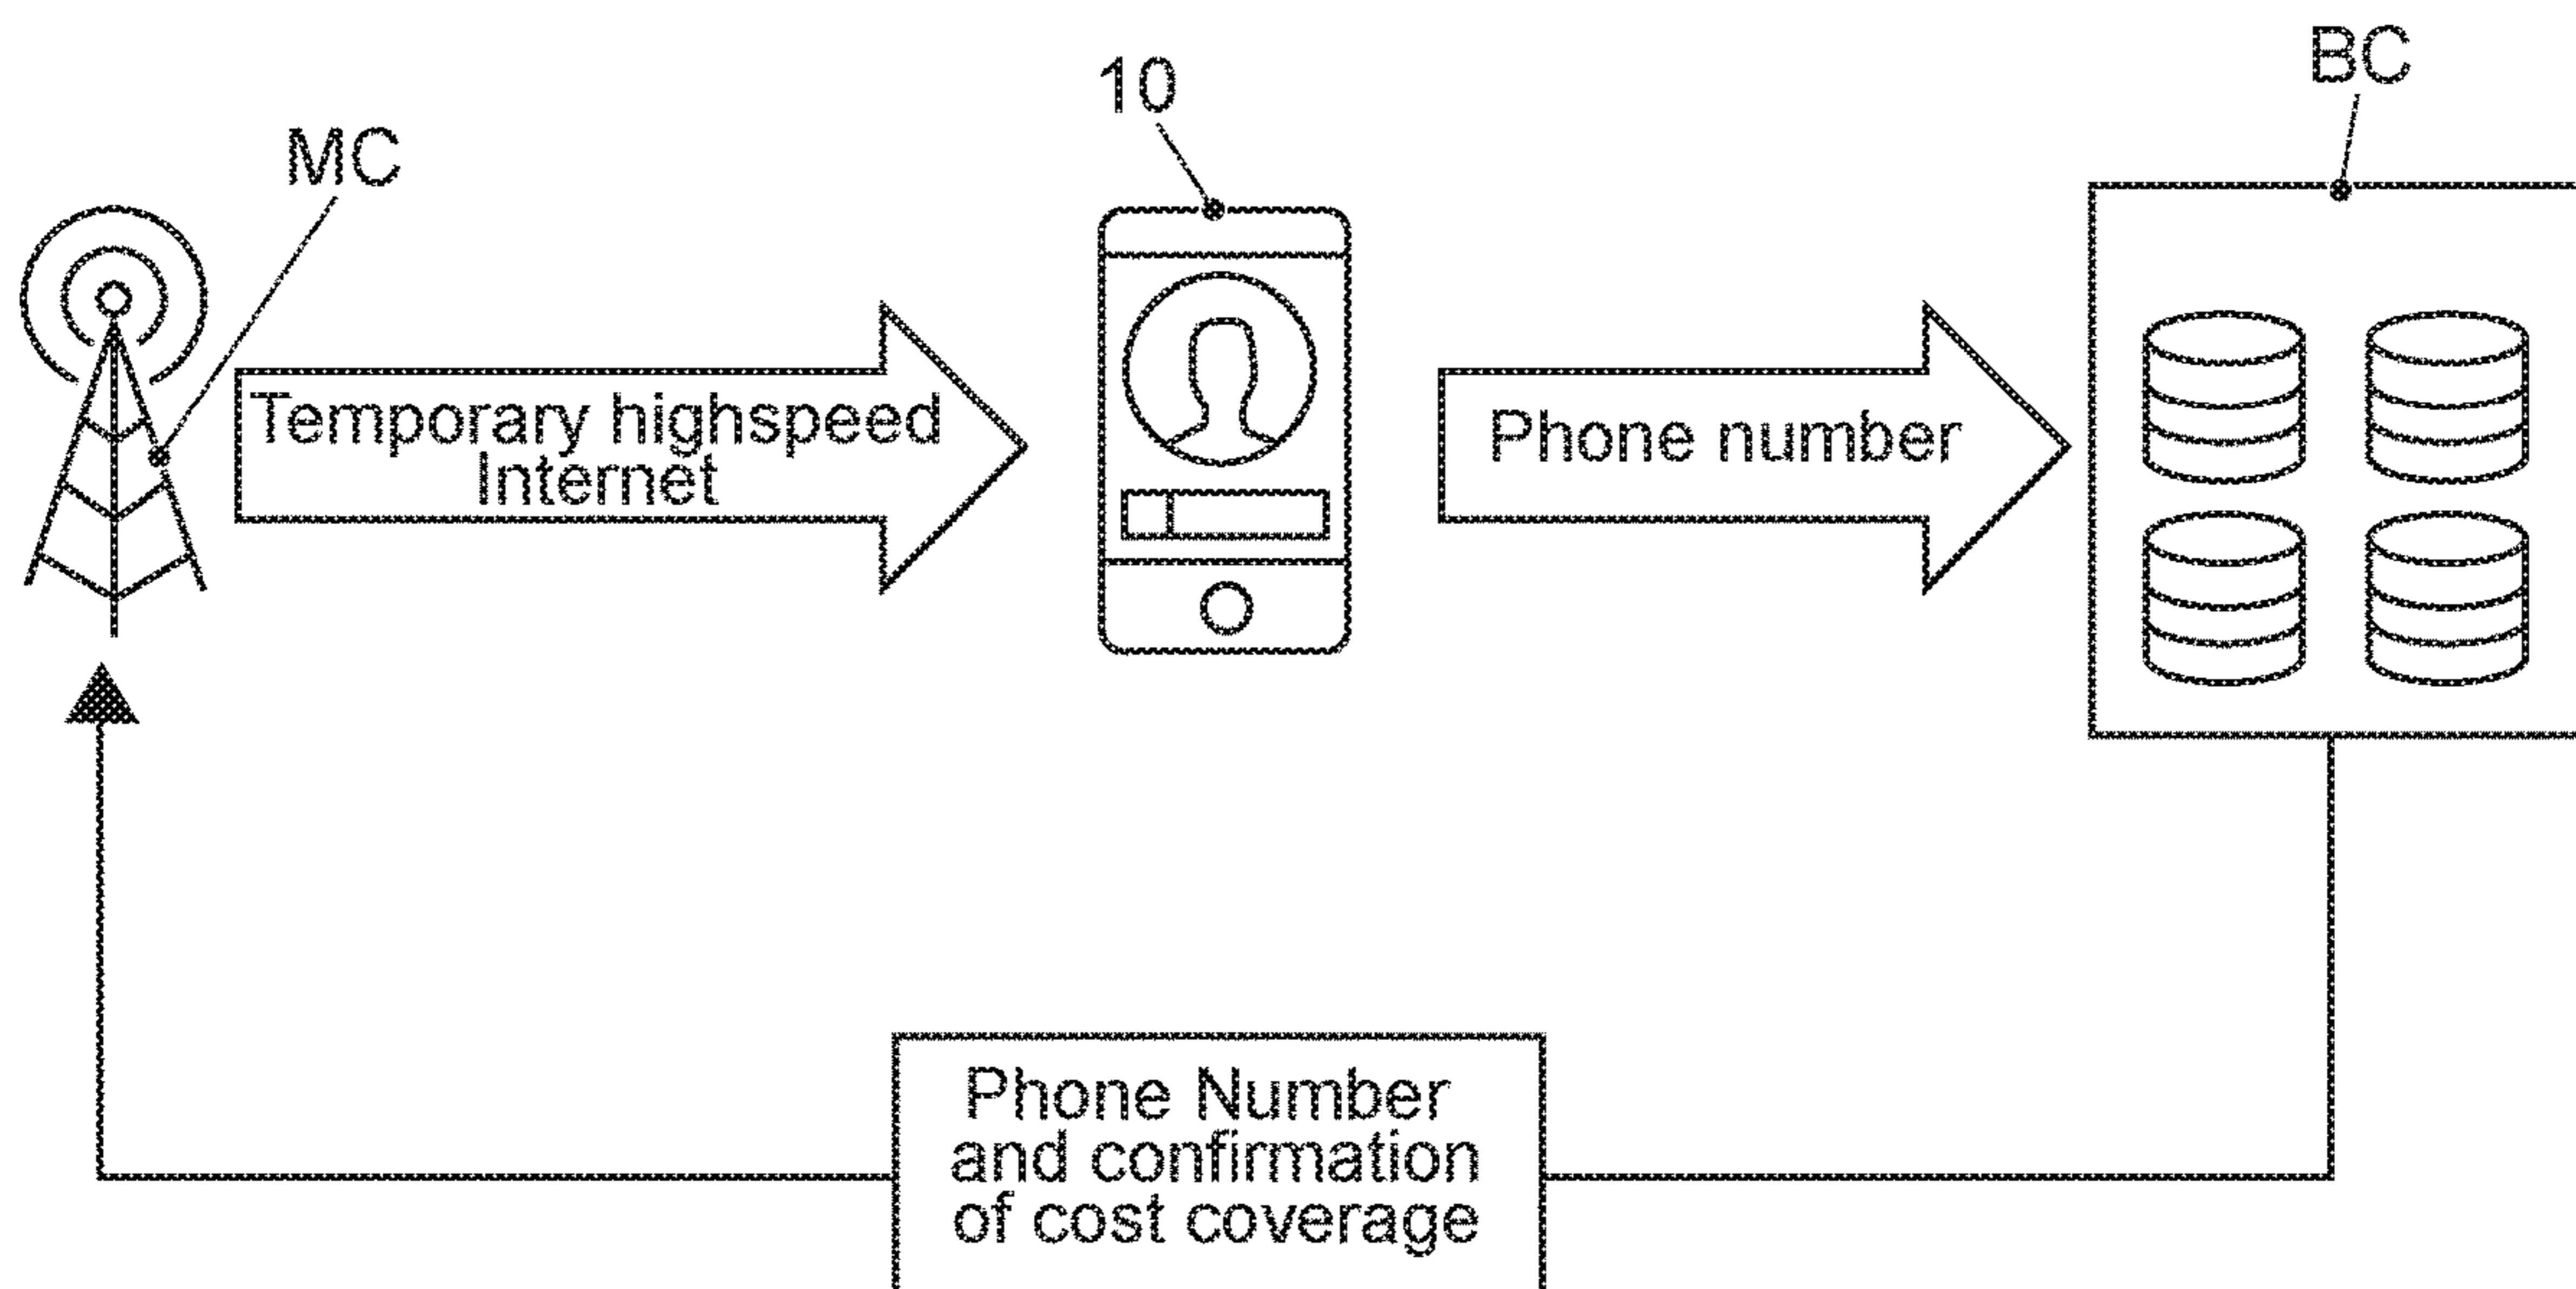 BC
10
MC
Temporary highspeed
Internet
Phone number
Phone Number
and confirmation
of cost coverage